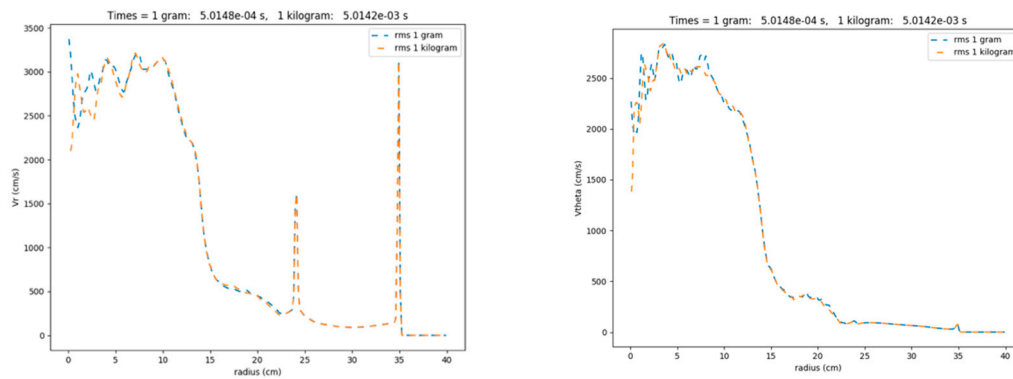 Times = 1 gram: 5.0148e-04 s, 1 kilogram: 5.0142e-03 s
rms 1 gram
rms 1 kilogram
3500
3000
2500
2000
1500
1000
500
0
Vr (cm/s)
0 5 10 15 20 25 30 35 40
radius (cm)
Times = 1 gram: 5.0148e-04 s, 1 kilogram: 5.0142e-03 s
rms 1 gram
rms 1 kilogram
2500
2000
1500
1000
500
0
Vtheta (cm/s)
0 5 10 15 20 25 30 35 40
radius (cm)